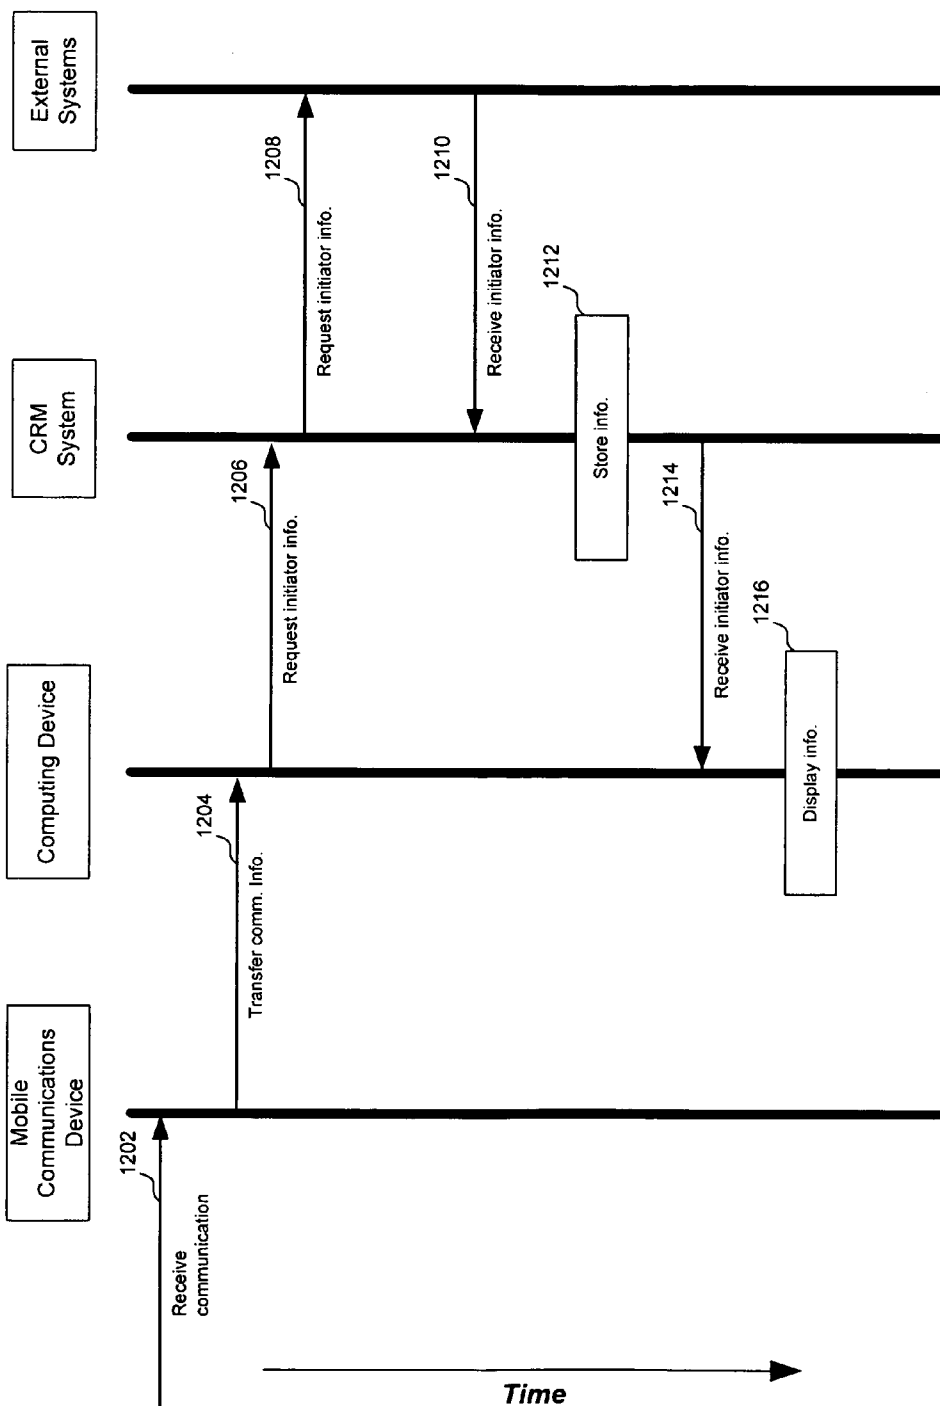 Mobile
Communications
Device
Computing Device
CRM
System
External
Systems
1202
Receive
communication
1204
Transfer comm. Info.
1206
Request initiator info.
1208
Request initiator info.
1210
Receive initiator info.
1212
Store info.
1214
Receive initiator info.
1216
Display info.
Time